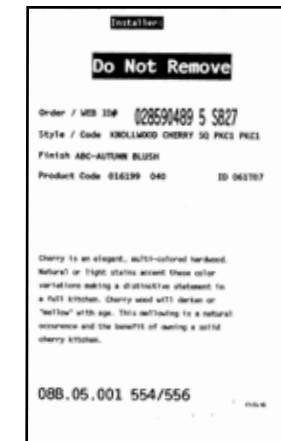 Installer:
Do Not Remove
Order / WEB ID# 028590489 5 SB27
Style / Code KNOLLWOOD CHERRY SQ PKC1 PKC1
Finish ABC-AUTUMN BLUSH
Product Code 016199 040 ID 061T07
Cherry is an elegant, multi-colored hardwood.
Natural or light stains accent these color
variations making a distinctive statement in
a full kitchen. Cherry wood will darken or
"mellow" with age. This mellowing is a natural
occurence and the benefit of owning a solid
cherry kitchen.
08B.05.001 554/556